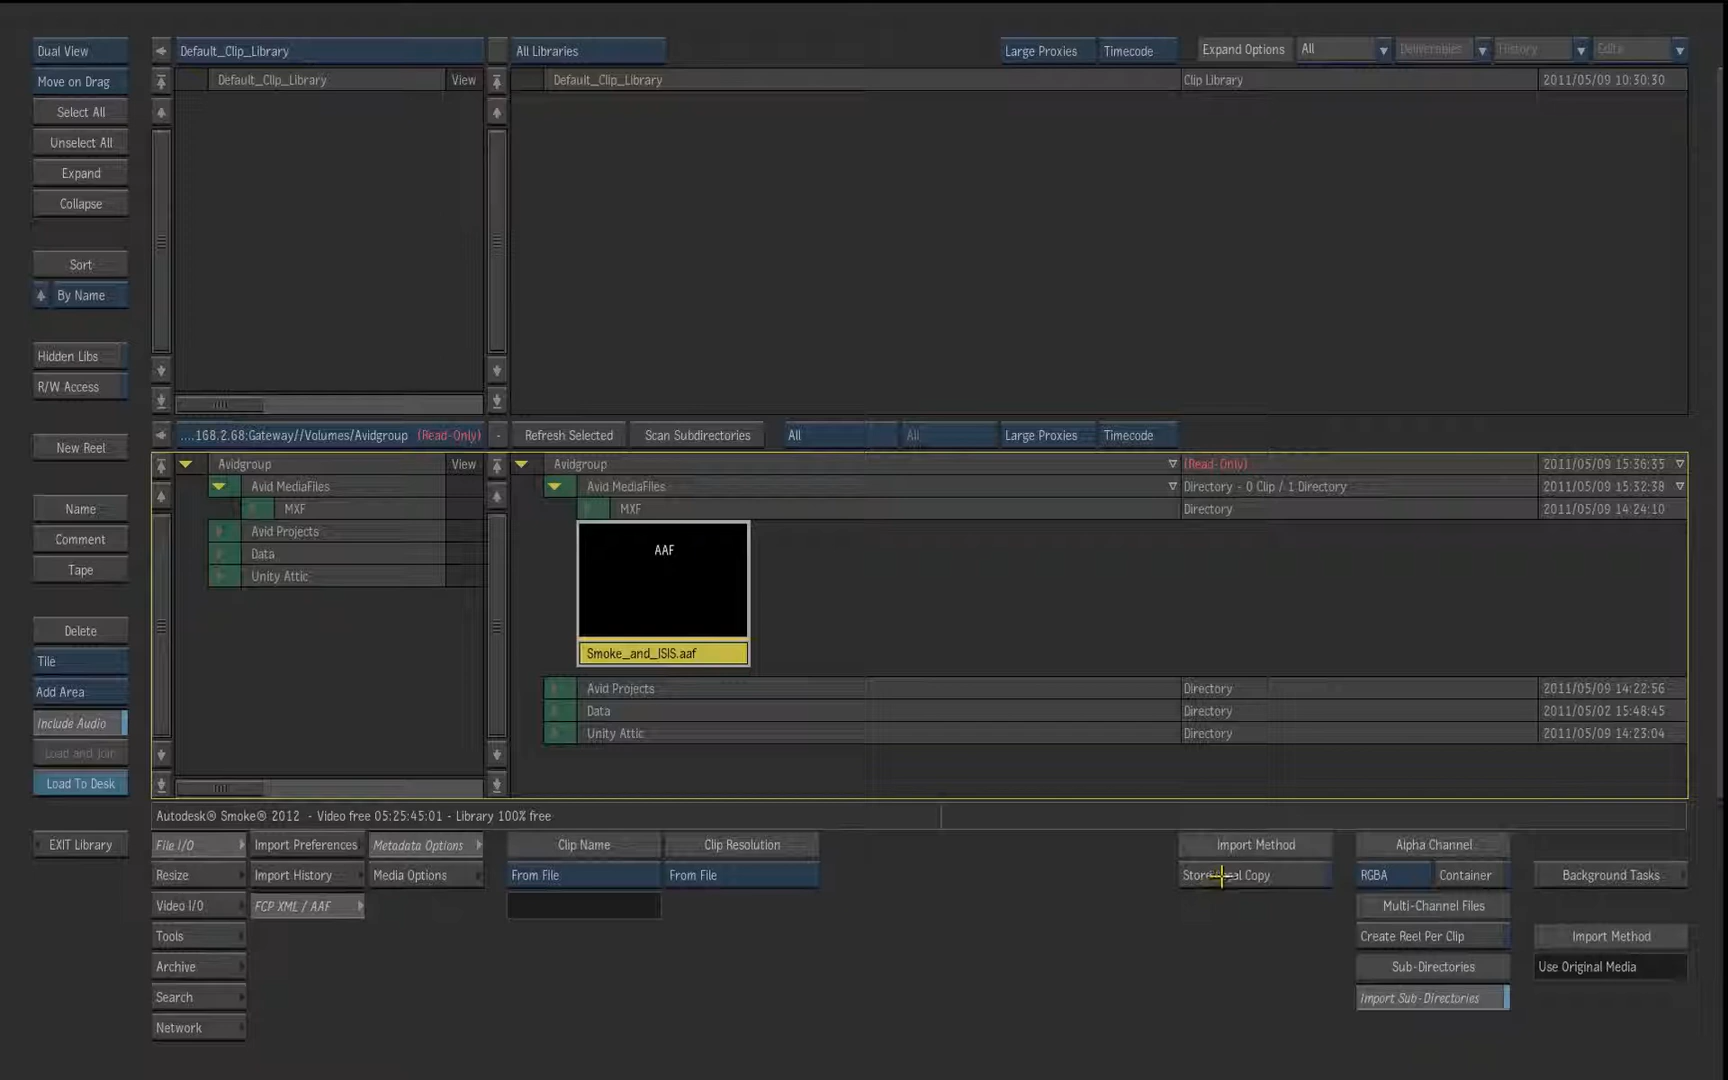 Dual View
Default_Clip_Library
All Libraries
Large Proxies
Timecode
Expand Options
All
Deliverables
History
Edits
Move on Drag
Default_Clip_Library
View
Default_Clip_Library
Clip Library
2011/05/09 10:30:30
Select All
Unselect All
Expand
Collapse
Sort
By Name
Hidden Libs
R/W Access
New Reel
....168.2.68:Gateway//Volumes/Avidgroup (Read-Only)
-
Refresh Selected
Scan Subdirectories
All
All
Large Proxies
Timecode
Avidgroup
View
Avidgroup
(Read-Only)
2011/05/09 15:36:35
Avid MediaFiles
Avid MediaFiles
Directory - 0 Clip / 1 Directory
2011/05/09 15:32:38
MXF
MXF
Directory
2011/05/09 14:24:10
Avid Projects
Data
Unity Attic
AAF
Smoke_and_ISIS.aaf
Avid Projects
Directory
2011/05/09 14:22:56
Data
Directory
2011/05/02 15:48:45
Unity Attic
Directory
2011/05/09 14:23:04
Name
Comment
Tape
Delete
Tile
Add Area
Include Audio
Load and Join
Load To Desk
Autodesk® Smoke® 2012 - Video free 05:25:45:01 - Library 100% free
EXIT Library
File I/O
Import Preferences
Metadata Options
Clip Name
Clip Resolution
Import Method
Alpha Channel
Resize
Import History
Media Options
From File
From File
Copy
RGBA
Container
Background Tasks
Video I/O
FCP XML / AAF
Multi-Channel Files
Tools
Create Reel Per Clip
Import Method
Archive
Sub-Directories
Use Original Media
Search
Import Sub-Directories
Network